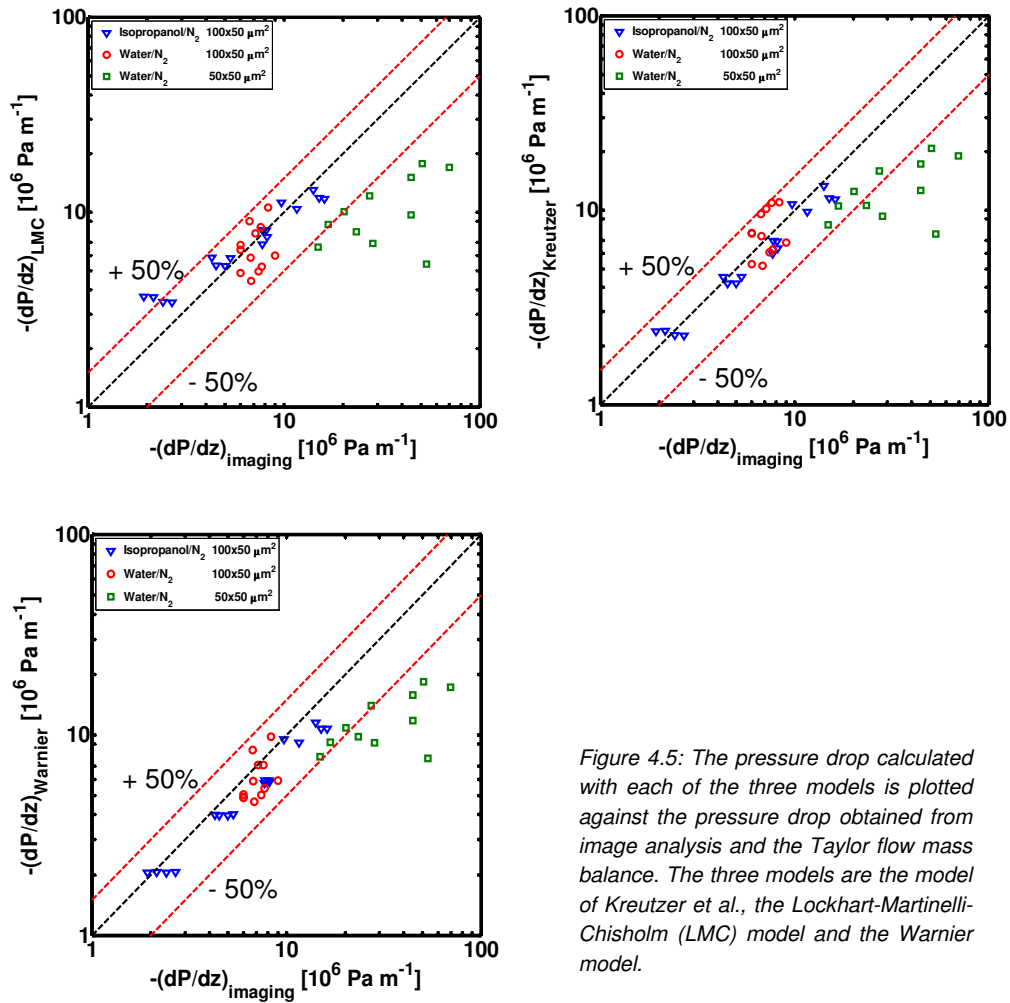 100
Isopropanol/N2 100x50 μm2
Water/N2 100x50 μm2
Water/N2 50x50 μm2
-(dP/dz)LMC [10^6 Pa m^-1]
10
+ 50%
- 50%
1
1
10
100
-(dP/dz)imaging [10^6 Pa m^-1]
100
Isopropanol/N2 100x50 μm2
Water/N2 100x50 μm2
Water/N2 50x50 μm2
-(dP/dz)Kreutzer [10^6 Pa m^-1]
10
+ 50%
- 50%
1
1
10
100
-(dP/dz)imaging [10^6 Pa m^-1]
100
Isopropanol/N2 100x50 μm2
Water/N2 100x50 μm2
Water/N2 50x50 μm2
-(dP/dz)Warnier [10^6 Pa m^-1]
10
+ 50%
- 50%
1
1
10
100
-(dP/dz)imaging [10^6 Pa m^-1]
Figure 4.5: The pressure drop calculated
with each of the three models is plotted
against the pressure drop obtained from
image analysis and the Taylor flow mass
balance. The three models are the model
of Kreutzer et al., the Lockhart-Martinelli-
Chisholm (LMC) model and the Warnier
model.